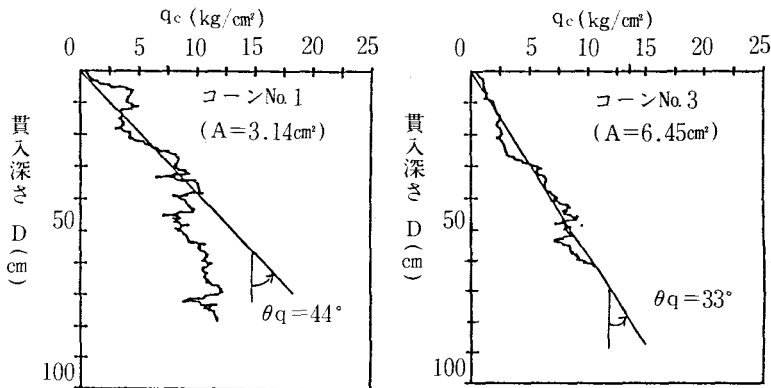 qc (kg/cm²)
0 5 10 15 20 25
コーンNo.1
(A=3.14cm²)
貫入深さ D (cm)
50
100
θq=44°
qc (kg/cm²)
0 5 10 15 20 25
コーンNo.3
(A=6.45cm²)
貫入深さ D (cm)
50
100
θq=33°